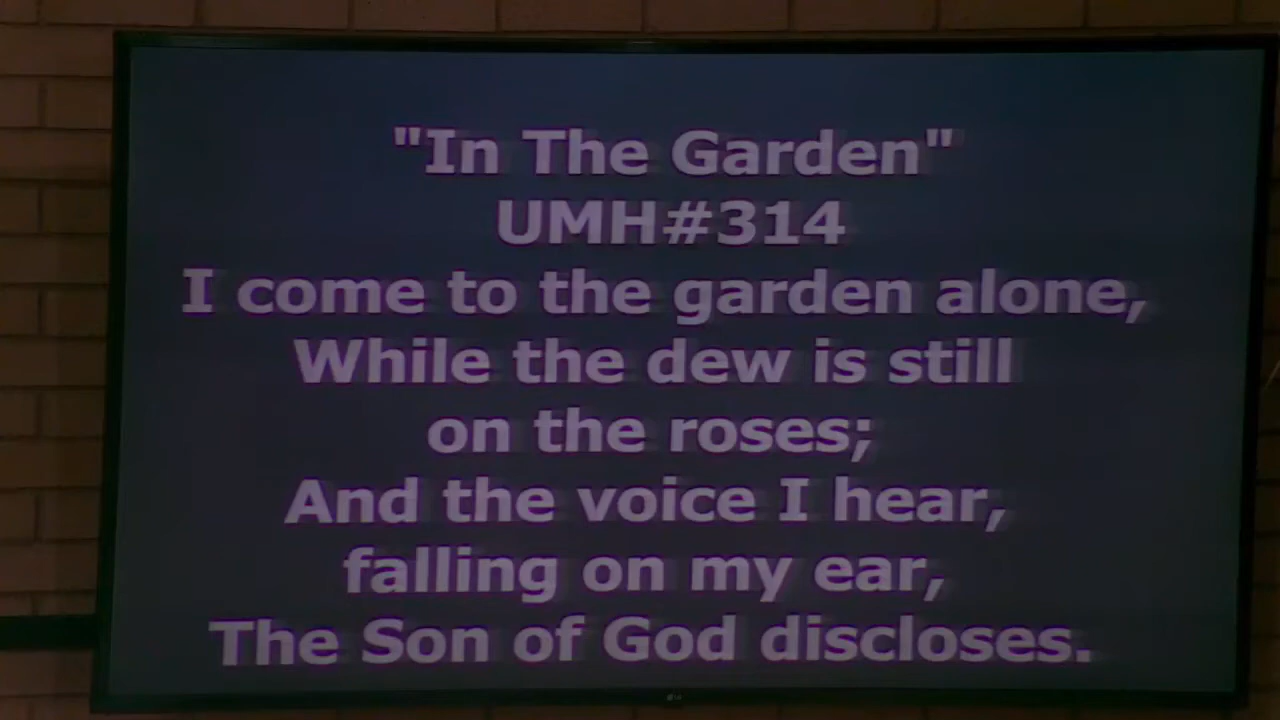 "In The Garden"
UMH#314
I come to the garden alone,
While the dew is still
on the roses;
And the voice I hear,
falling on my ear,
The Son of God discloses.
LG